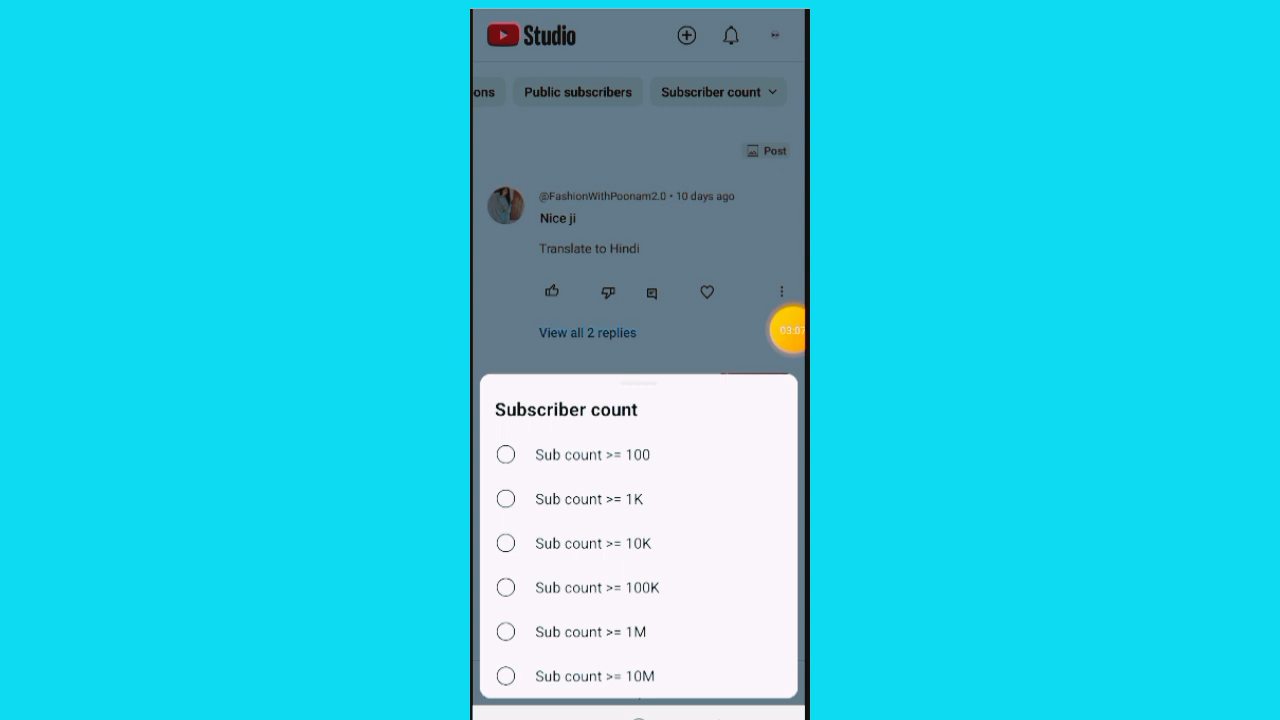 Studio
ons
Public subscribers
Subscriber count
Post
@FashionWithPoonam2.0 • 10 days ago
Nice ji
Translate to Hindi
View all 2 replies
03:07
Subscriber count
Sub count >= 100
Sub count >= 1K
Sub count >= 10K
Sub count >= 100K
Sub count >= 1M
Sub count >= 10M